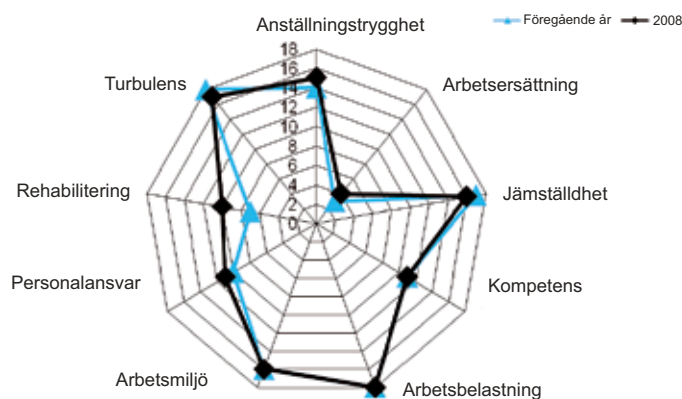 Anställningstrygghet
Föregående år
2008
Turbulens
Arbetsersättning
Rehabilitering
Jämställdhet
Personalansvar
Kompetens
Arbetsmiljö
Arbetsbelastning
18
16
14
12
10
8
6
4
2
0